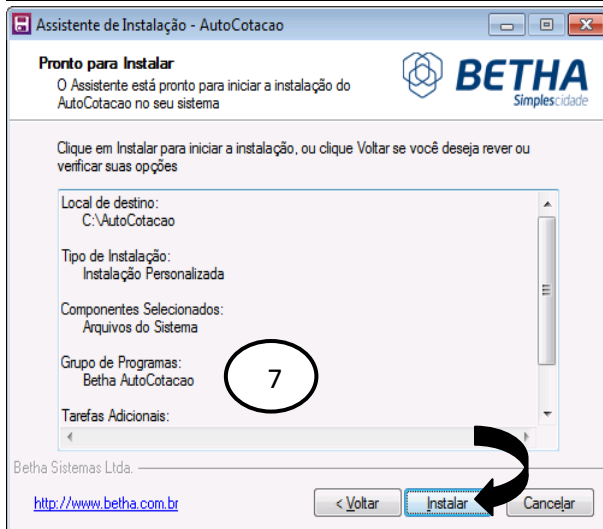 Assistente de Instalação - AutoCotacao
Pronto para Instalar
O Assistente está pronto para iniciar a instalação do
AutoCotacao no seu sistema
BETHA
Simplescidade
Clique em Instalar para iniciar a instalação, ou clique Voltar se você deseja rever ou
verificar suas opções
Local de destino:
C:\AutoCotacao
Tipo de Instalação:
Instalação Personalizada
Componentes Selecionados:
Arquivos do Sistema
Grupo de Programas:
Betha AutoCotacao
7
Tarefas Adicionais:
Betha Sistemas Ltda.
http://www.betha.com.br
< Voltar
Instalar
Cancelar